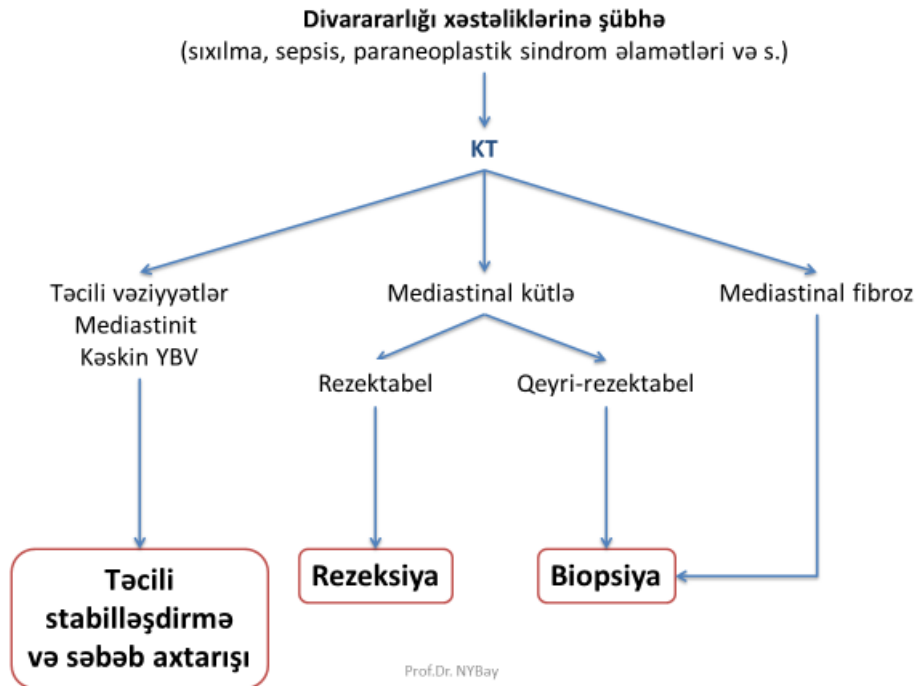 Divarararlığı xəstəliklərinə şübhə
(sıxılma, sepsis, paraneoplastik sindrom əlamətləri və s.)
KT
Təcili vəziyyətlər
Mediastinit
Kəskin YBV
Mediastinal kütlə
Mediastinal fibroz
Rezektabel
Qeyri-rezektabel
Təcili
stabilləşdirmə
və səbəb axtarışı
Rezeksiya
Biopsiya
Prof.Dr. NYBay